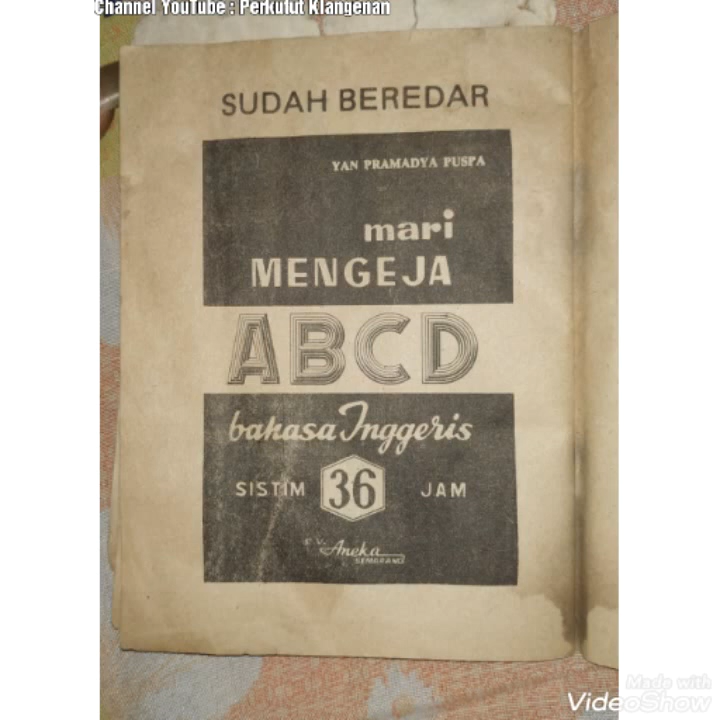 Channel YouTube : Perkutut Klangenan
SUDAH BEREDAR
YAN PRAMADYA PUSPA
mari
MENGEJA
ABCD
bahasa Inggeris
SISTIM 36 JAM
C.V. Aneka
SEMARANG
Made with
VideoShow